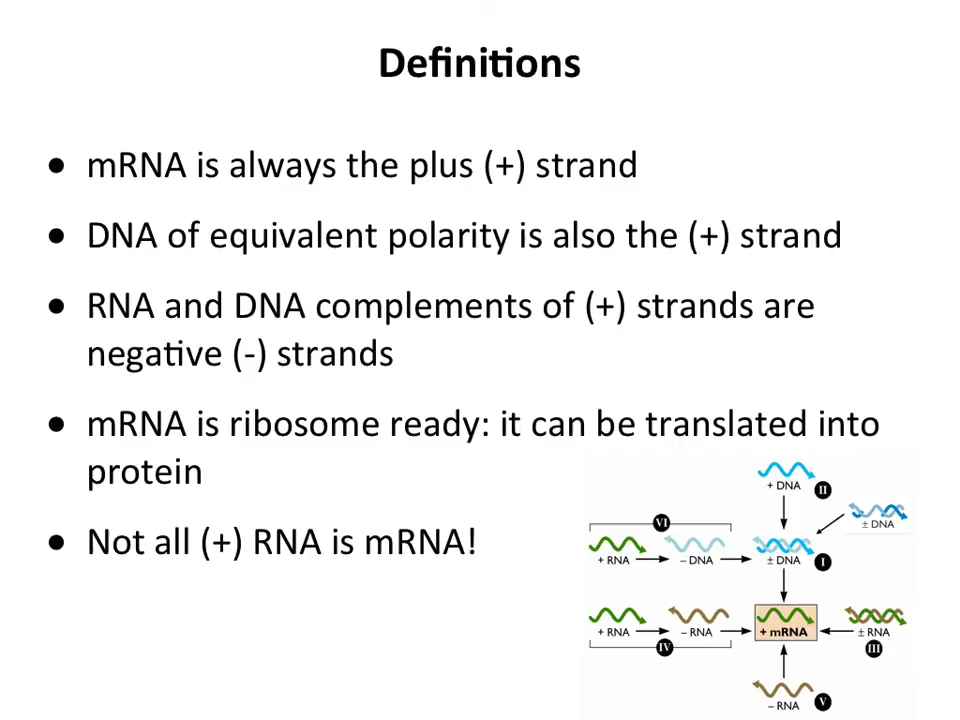 Definitions
● mRNA is always the plus (+) strand
● DNA of equivalent polarity is also the (+) strand
● RNA and DNA complements of (+) strands are
negative (-) strands
● mRNA is ribosome ready: it can be translated into
protein
● Not all (+) RNA is mRNA!
+ DNA
II
± DNA
VI
+ RNA
– DNA
± DNA
I
+ RNA
– RNA
+ mRNA
± RNA
IV
III
– RNA
V